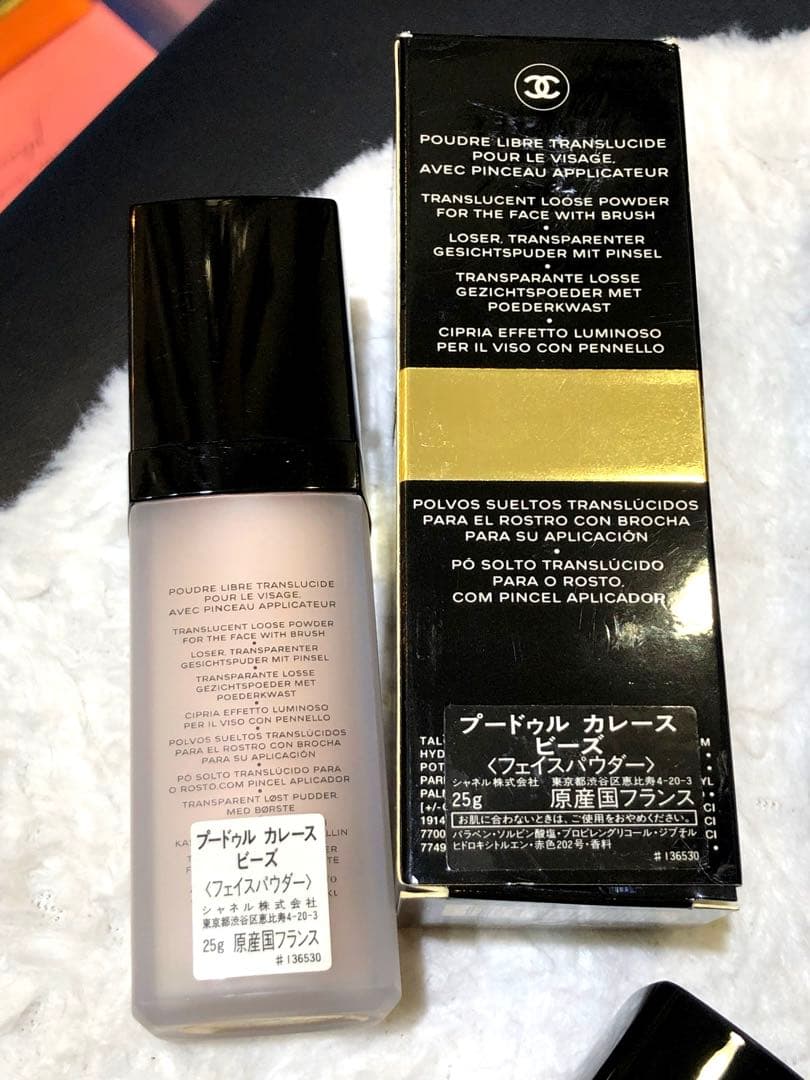 POUDRE LIBRE TRANSLUCIDE
POUR LE VISAGE.
AVEC PINCEAU APPLICATEUR
TRANSLUCENT LOOSE POWDER
FOR THE FACE WITH BRUSH
•
LOSER, TRANSPARENTER
GESICHTSPUDER MIT PINSEL
•
TRANSPARANTE LOSSE
GEZICHTSPOEDER MET
POEDERKWAST
•
CIPRIA EFFETTO LUMINOSO
PER IL VISO CON PENNELLO
•
POLVOS SUELTOS TRANSLÚCIDOS
PARA EL ROSTRO CON BROCHA
PARA SU APLICACIÓN
•
PÓ SOLTO TRANSLÚCIDO PARA
O ROSTO.COM PINCEL APLICADOR
•
TRANSPARENT LØST PUDDER.
MED BØRSTE
プードゥル カレース
ビーズ
〈フェイスパウダー〉
シャネル株式会社
東京都渋谷区恵比寿4-20-3
25g 原産国フランス
#136530
POUDRE LIBRE TRANSLUCIDE
POUR LE VISAGE.
AVEC PINCEAU APPLICATEUR
•
TRANSLUCENT LOOSE POWDER
FOR THE FACE WITH BRUSH
•
LOSER, TRANSPARENTER
GESICHTSPUDER MIT PINSEL
•
TRANSPARANTE LOSSE
GEZICHTSPOEDER MET
POEDERKWAST
•
CIPRIA EFFETTO LUMINOSO
PER IL VISO CON PENNELLO
POLVOS SUELTOS TRANSLÚCIDOS
PARA EL ROSTRO CON BROCHA
PARA SU APLICACIÓN
•
PÓ SOLTO TRANSLÚCIDO
PARA O ROSTO.
COM PINCEL APLICADOR
プードゥル カレース
ビーズ
〈フェイスパウダー〉
シャネル株式会社 東京都渋谷区恵比寿4-20-3
25g 原産国フランス
お肌に合わないときは、ご使用をおやめください。
パラベン・ソルビン酸塩・プロピレングリコール・ジブチル
ヒドロキシトルエン・赤色202号・香料
#136530